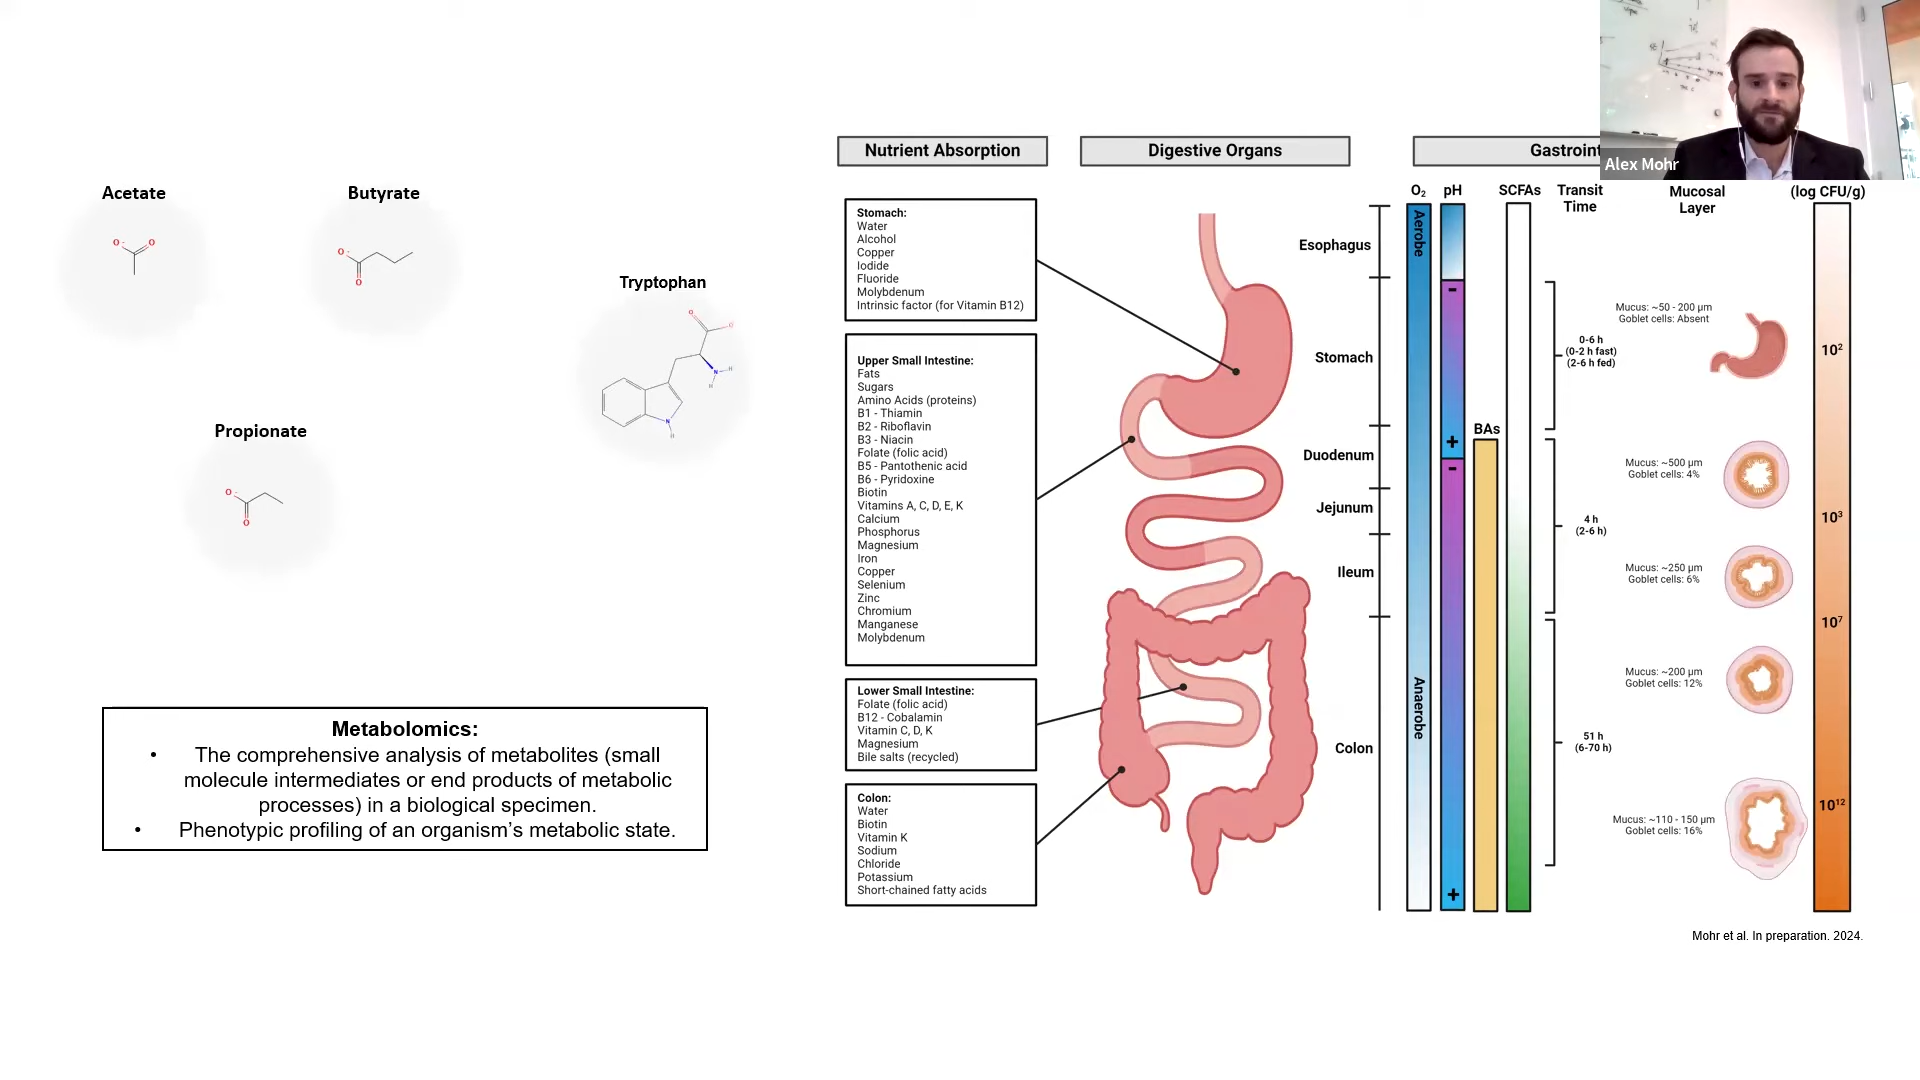 Alex Mohr
Acetate
Butyrate
Tryptophan
Propionate
O-
O
O-
O
O
O-
N
H
H
N
H
O-
O
Metabolomics:
• The comprehensive analysis of metabolites (small
molecule intermediates or end products of metabolic
processes) in a biological specimen.
• Phenotypic profiling of an organism’s metabolic state.
Nutrient Absorption
Stomach:
Water
Alcohol
Copper
Iodide
Fluoride
Molybdenum
Intrinsic factor (for Vitamin B12)
Upper Small Intestine:
Fats
Sugars
Amino Acids (proteins)
B1 - Thiamin
B2 - Riboflavin
B3 - Niacin
Folate (folic acid)
B5 - Pantothenic acid
B6 - Pyridoxine
Biotin
Vitamins A, C, D, E, K
Calcium
Phosphorus
Magnesium
Iron
Copper
Selenium
Zinc
Chromium
Manganese
Molybdenum
Lower Small Intestine:
Folate (folic acid)
B12 - Cobalamin
Vitamin C, D, K
Magnesium
Bile salts (recycled)
Colon:
Water
Biotin
Vitamin K
Sodium
Chloride
Potassium
Short-chained fatty acids
Digestive Organs
Esophagus
Stomach
Duodenum
Jejunum
Ileum
Colon
Gastroint
O₂ pH SCFAs Transit
Time
Mucosal
Layer
(log CFU/g)
Aerobe
Anaerobe
-
+
-
+
BAs
0-6 h
(0-2 h fast)
(2-6 h fed)
4 h
(2-6 h)
51 h
(6-70 h)
Mucus: ~50 - 200 µm
Goblet cells: Absent
Mucus: ~500 µm
Goblet cells: 4%
Mucus: ~250 µm
Goblet cells: 6%
Mucus: ~200 µm
Goblet cells: 12%
Mucus: ~110 - 150 µm
Goblet cells: 16%
10²
10³
10⁷
10¹²
Mohr et al. In preparation. 2024.